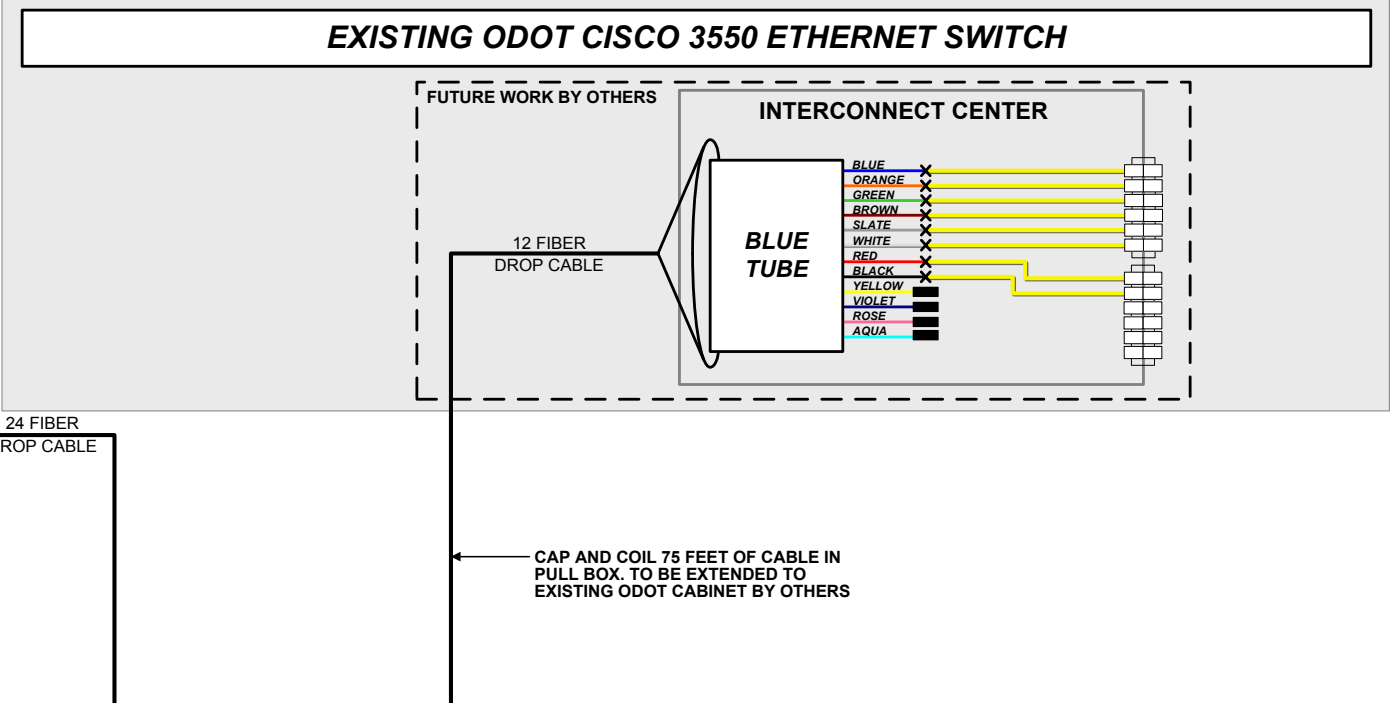 EXISTING ODOT CISCO 3550 ETHERNET SWITCH
FUTURE WORK BY OTHERS
INTERCONNECT CENTER
BLUE
ORANGE
GREEN
BROWN
SLATE
WHITE
RED
BLACK
YELLOW
VIOLET
ROSE
AQUA
BLUE
TUBE
12 FIBER
DROP CABLE
24 FIBER
ROP CABLE
CAP AND COIL 75 FEET OF CABLE IN
PULL BOX. TO BE EXTENDED TO
EXISTING ODOT CABINET BY OTHERS